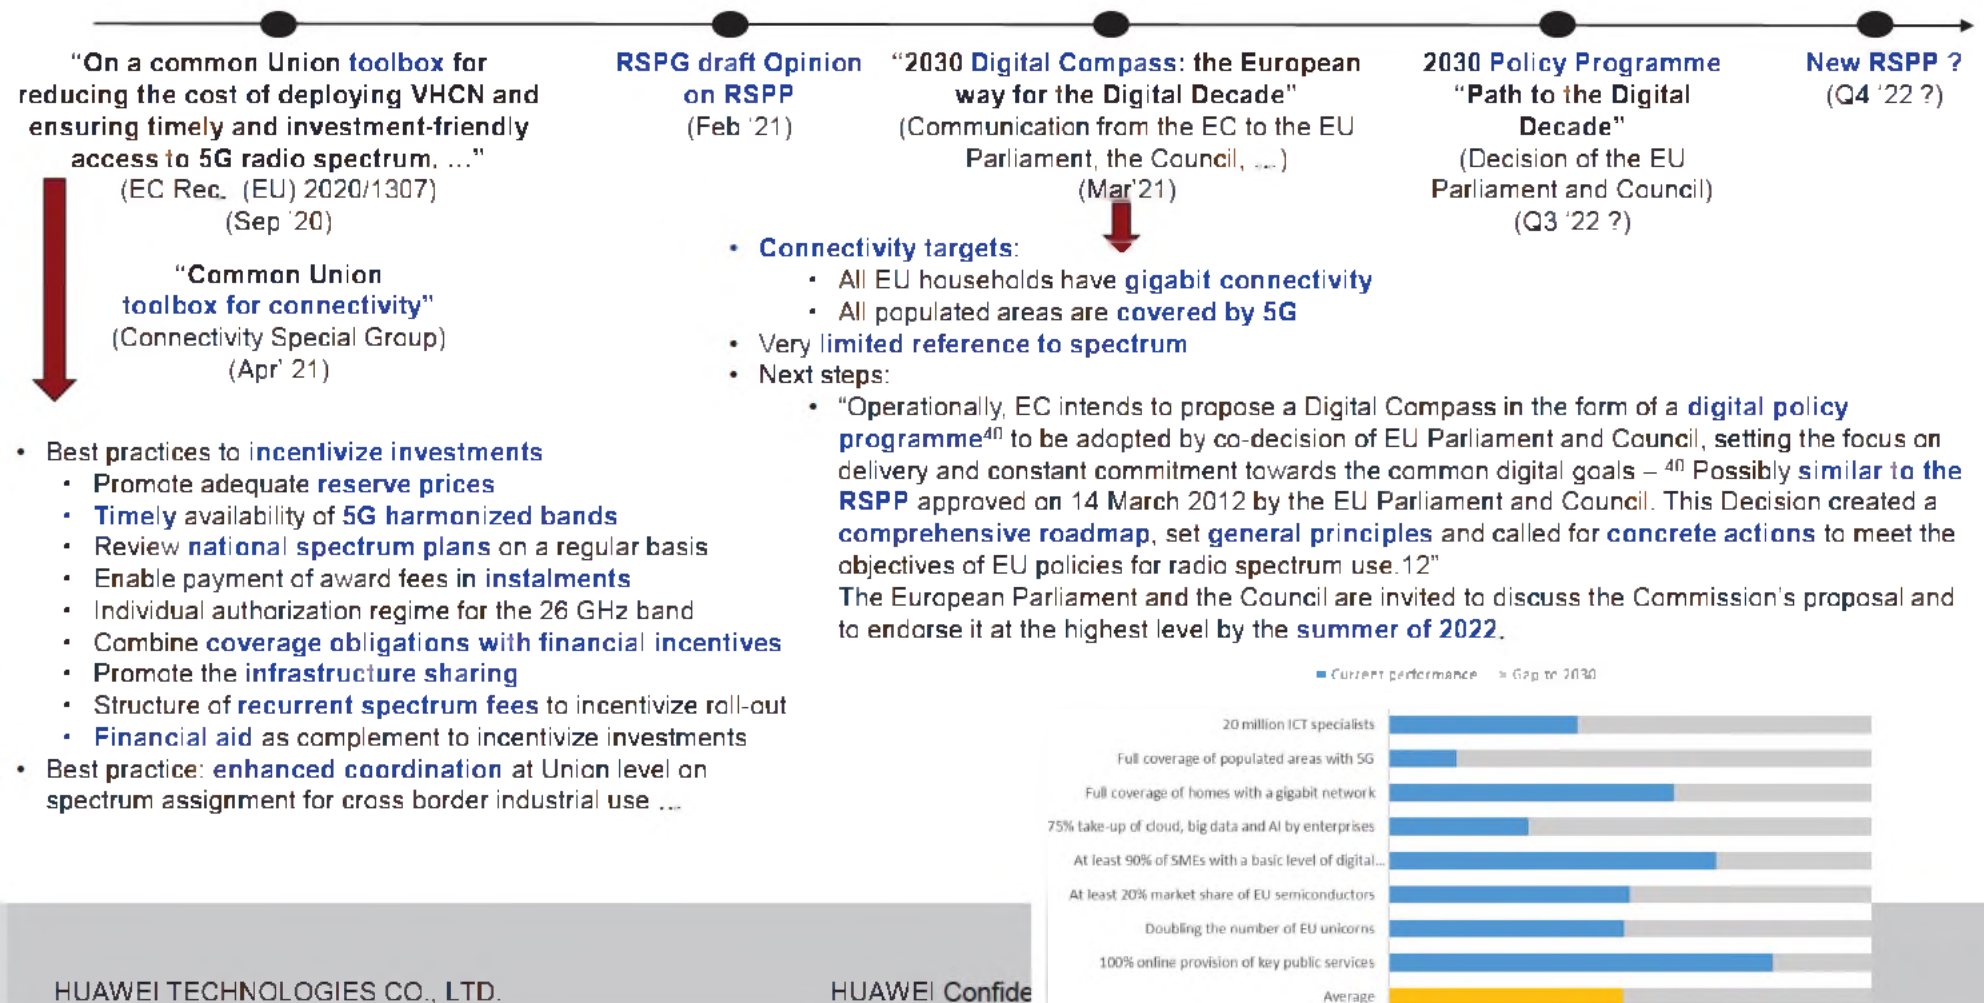 “On a common Union toolbox for
reducing the cost of deploying VHCN and
ensuring timely and investment-friendly
access to 5G radio spectrum, …”
(EC Rec. (EU) 2020/1307)
(Sep ‘20)
“Common Union
toolbox for connectivity”
(Connectivity Special Group)
(Apr’ 21)
RSPG draft Opinion
on RSPP
(Feb ‘21)
“2030 Digital Compass: the European
way for the Digital Decade”
(Communication from the EC to the EU
Parliament, the Council, …)
(Mar’21)
2030 Policy Programme
“Path to the Digital
Decade”
(Decision of the EU
Parliament and Council)
(Q3 ‘22 ?)
New RSPP ?
(Q4 ‘22 ?)
• Best practices to incentivize investments
• Promote adequate reserve prices
• Timely availability of 5G harmonized bands
• Review national spectrum plans on a regular basis
• Enable payment of award fees in instalments
• Individual authorization regime for the 26 GHz band
• Combine coverage obligations with financial incentives
• Promote the infrastructure sharing
• Structure of recurrent spectrum fees to incentivize roll-out
• Financial aid as complement to incentivize investments
• Best practice: enhanced coordination at Union level on
spectrum assignment for cross border industrial use …
• Connectivity targets:
• All EU households have gigabit connectivity
• All populated areas are covered by 5G
• Very limited reference to spectrum
• Next steps:
• “Operationally, EC intends to propose a Digital Compass in the form of a digital policy
programme⁴⁰ to be adopted by co-decision of EU Parliament and Council, setting the focus on
delivery and constant commitment towards the common digital goals – ⁴⁰ Possibly similar to the
RSPP approved on 14 March 2012 by the EU Parliament and Council. This Decision created a
comprehensive roadmap, set general principles and called for concrete actions to meet the
objectives of EU policies for radio spectrum use.12”
The European Parliament and the Council are invited to discuss the Commission’s proposal and
to endorse it at the highest level by the summer of 2022.
Current performance Gap to 2030
20 million ICT specialists
Full coverage of populated areas with 5G
Full coverage of homes with a gigabit network
75% take-up of cloud, big data and AI by enterprises
At least 90% of SMEs with a basic level of digital…
At least 20% market share of EU semiconductors
Doubling the number of EU unicorns
100% online provision of key public services
Average
HUAWEI TECHNOLOGIES CO., LTD.
HUAWEI Confide